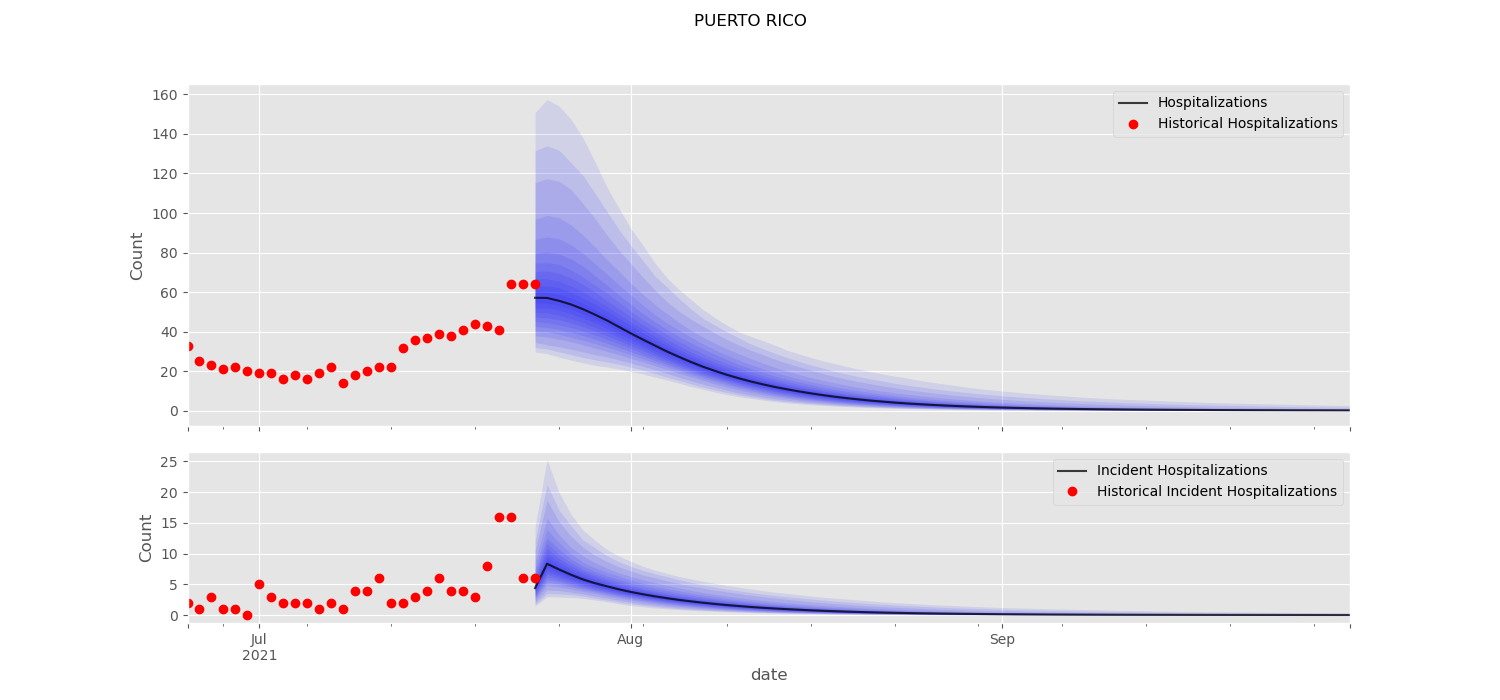 PUERTO RICO
160
140
120
100
80
60
40
20
0
Count
Hospitalizations
Historical Hospitalizations
25
20
15
10
5
0
Count
Incident Hospitalizations
Historical Incident Hospitalizations
Jul
2021
Aug
Sep
date